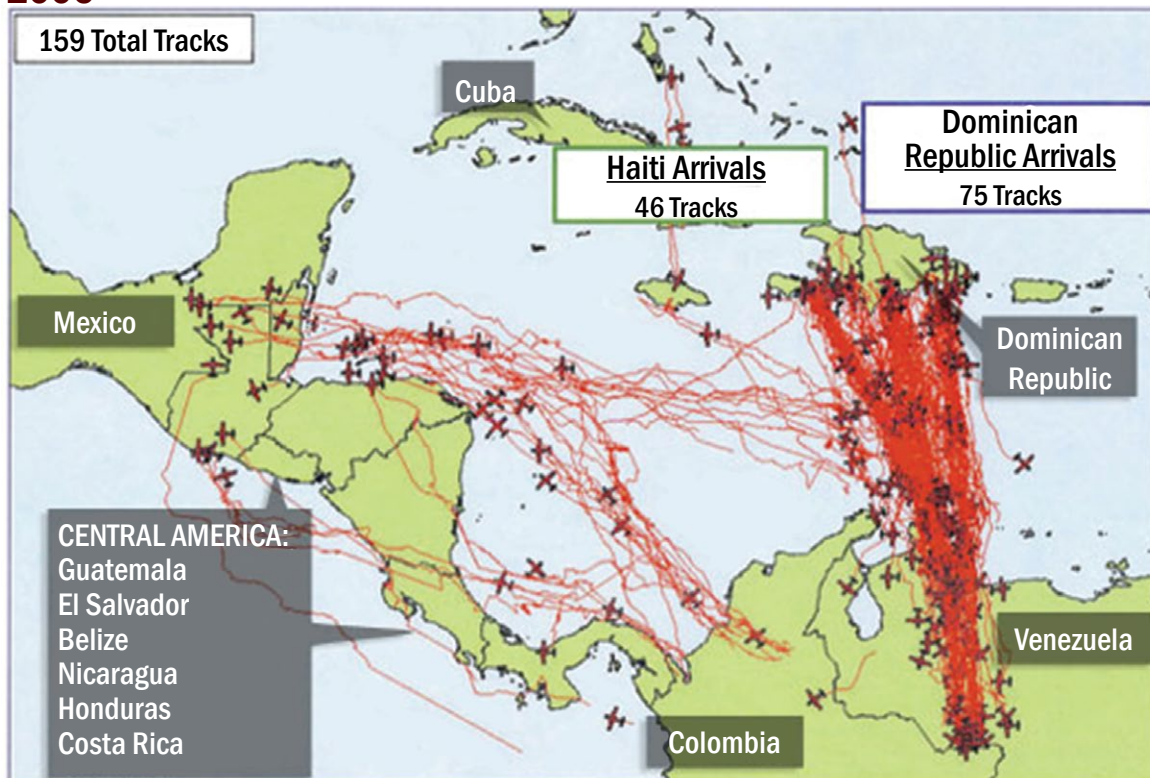 159 Total Tracks
Cuba
Haiti Arrivals
46 Tracks
Dominican
Republic Arrivals
75 Tracks
Mexico
Dominican
Republic
CENTRAL AMERICA:
Guatemala
El Salvador
Belize
Nicaragua
Honduras
Costa Rica
Venezuela
Colombia